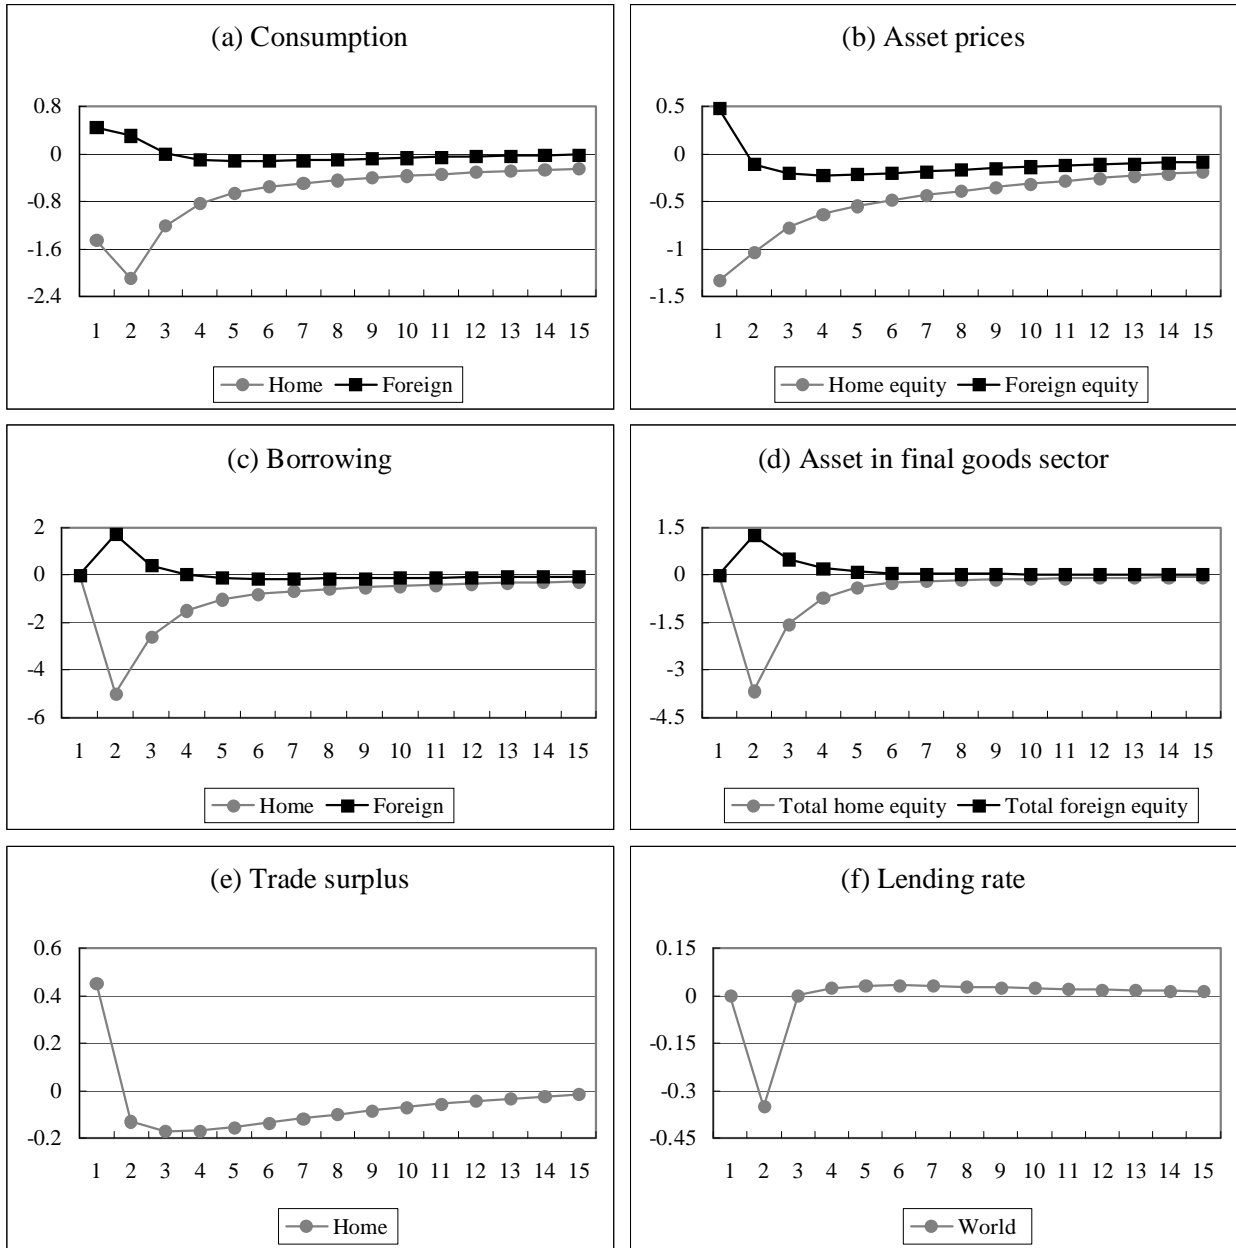 (a) Consumption
0.8
0
-0.8
-1.6
-2.4
1 2 3 4 5 6 7 8 9 10 11 12 13 14 15
Home Foreign
(b) Asset prices
0.5
0
-0.5
-1
-1.5
1 2 3 4 5 6 7 8 9 10 11 12 13 14 15
Home equity Foreign equity
(c) Borrowing
2
0
-2
-4
-6
1 2 3 4 5 6 7 8 9 10 11 12 13 14 15
Home Foreign
(d) Asset in final goods sector
1.5
0
-1.5
-3
-4.5
1 2 3 4 5 6 7 8 9 10 11 12 13 14 15
Total home equity Total foreign equity
(e) Trade surplus
0.6
0.4
0.2
0
-0.2
1 2 3 4 5 6 7 8 9 10 11 12 13 14 15
Home
(f) Lending rate
0.15
0
-0.15
-0.3
-0.45
1 2 3 4 5 6 7 8 9 10 11 12 13 14 15
World